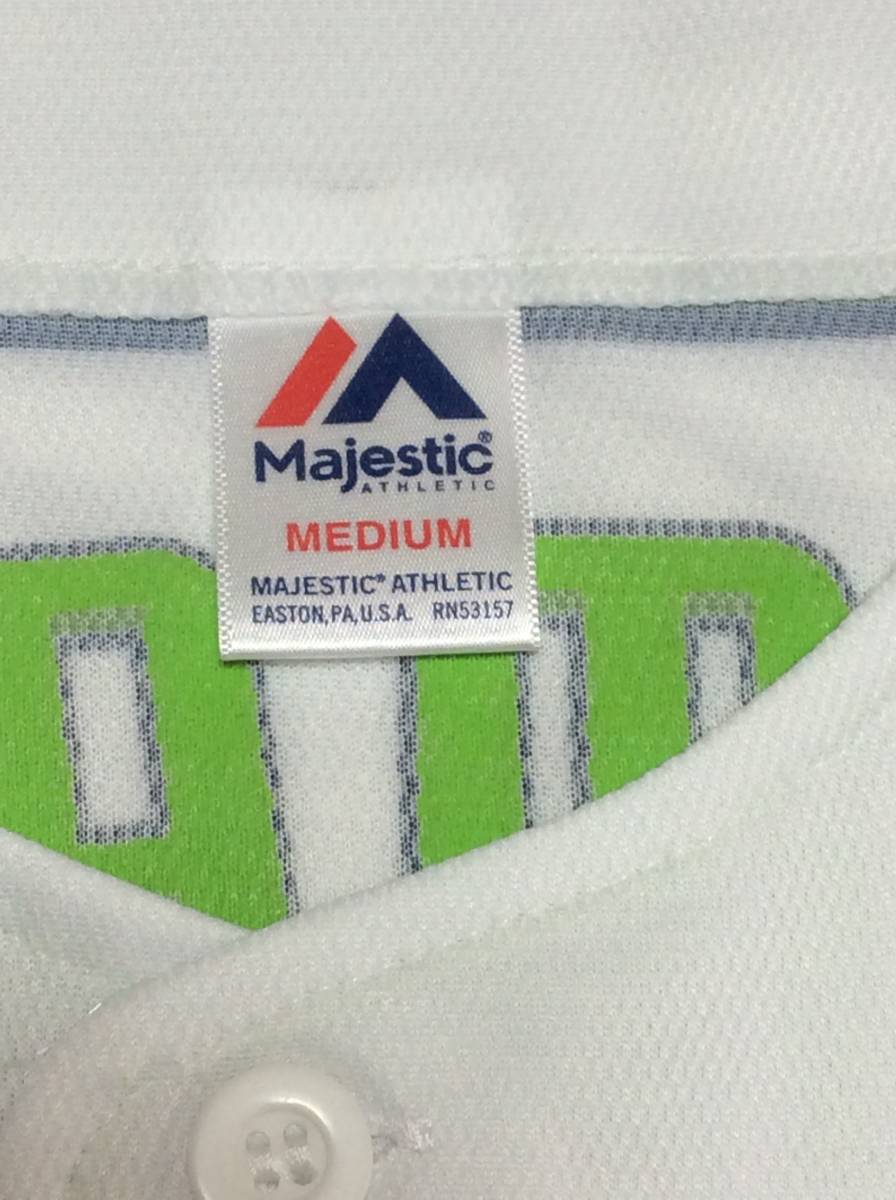 Majestic®
ATHLETIC
MEDIUM
MAJESTIC® ATHLETIC
EASTON, PA, U.S.A. RN53157